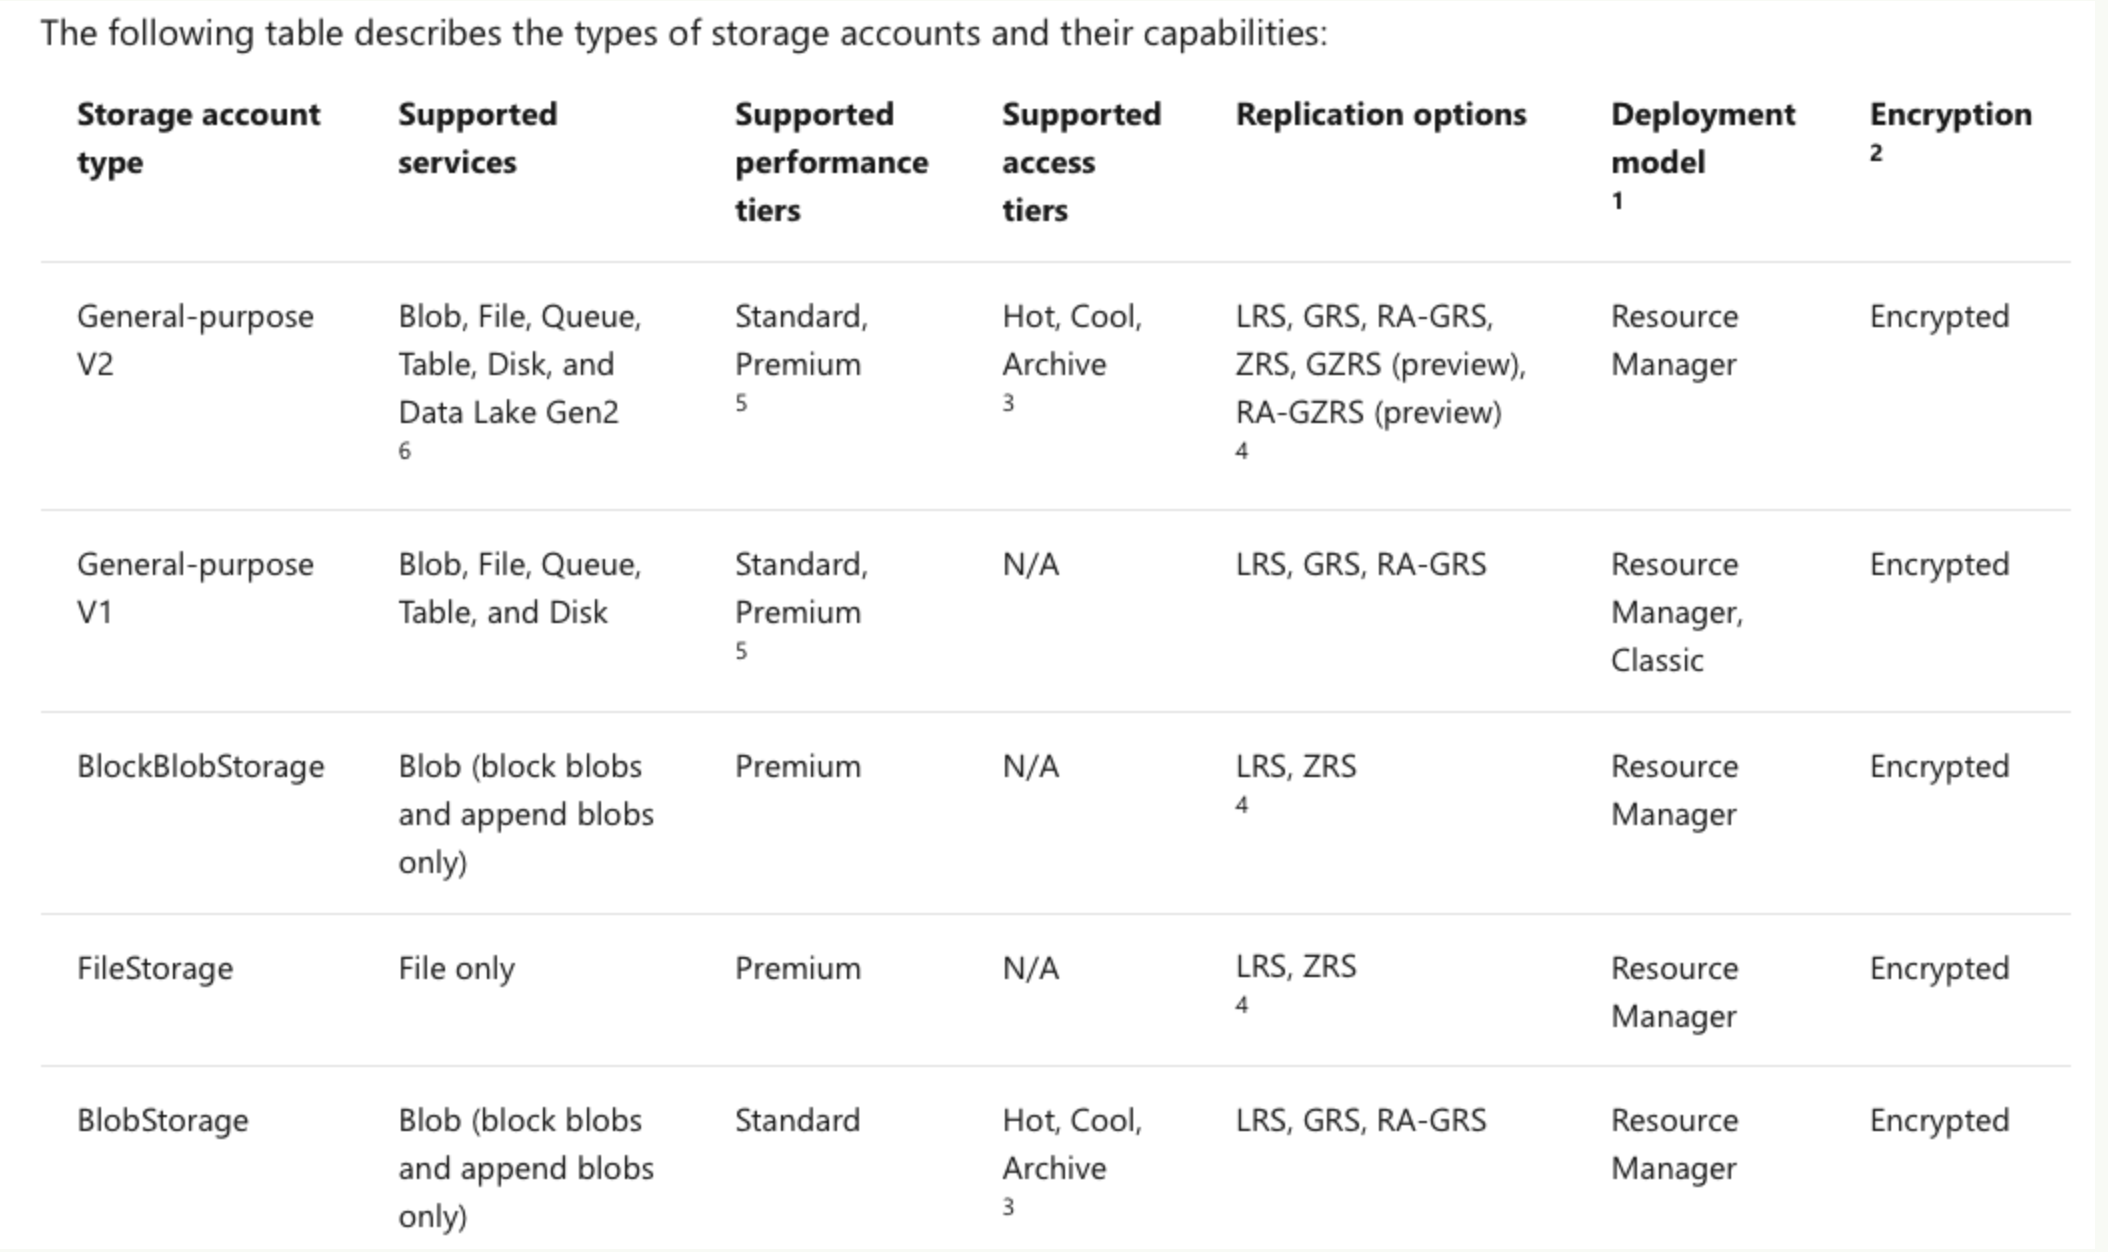 The following table describes the types of storage accounts and their capabilities:
Storage account type | Supported services | Supported performance tiers | Supported access tiers | Replication options | Deployment model 1 | Encryption 2
General-purpose V2 | Blob, File, Queue, Table, Disk, and Data Lake Gen2 6 | Standard, Premium 5 | Hot, Cool, Archive 3 | LRS, GRS, RA-GRS, ZRS, GZRS (preview), RA-GZRS (preview) 4 | Resource Manager | Encrypted
General-purpose V1 | Blob, File, Queue, Table, and Disk | Standard, Premium 5 | N/A | LRS, GRS, RA-GRS | Resource Manager, Classic | Encrypted
BlockBlobStorage | Blob (block blobs and append blobs only) | Premium | N/A | LRS, ZRS 4 | Resource Manager | Encrypted
FileStorage | File only | Premium | N/A | LRS, ZRS 4 | Resource Manager | Encrypted
BlobStorage | Blob (block blobs and append blobs only) | Standard | Hot, Cool, Archive 3 | LRS, GRS, RA-GRS | Resource Manager | Encrypted